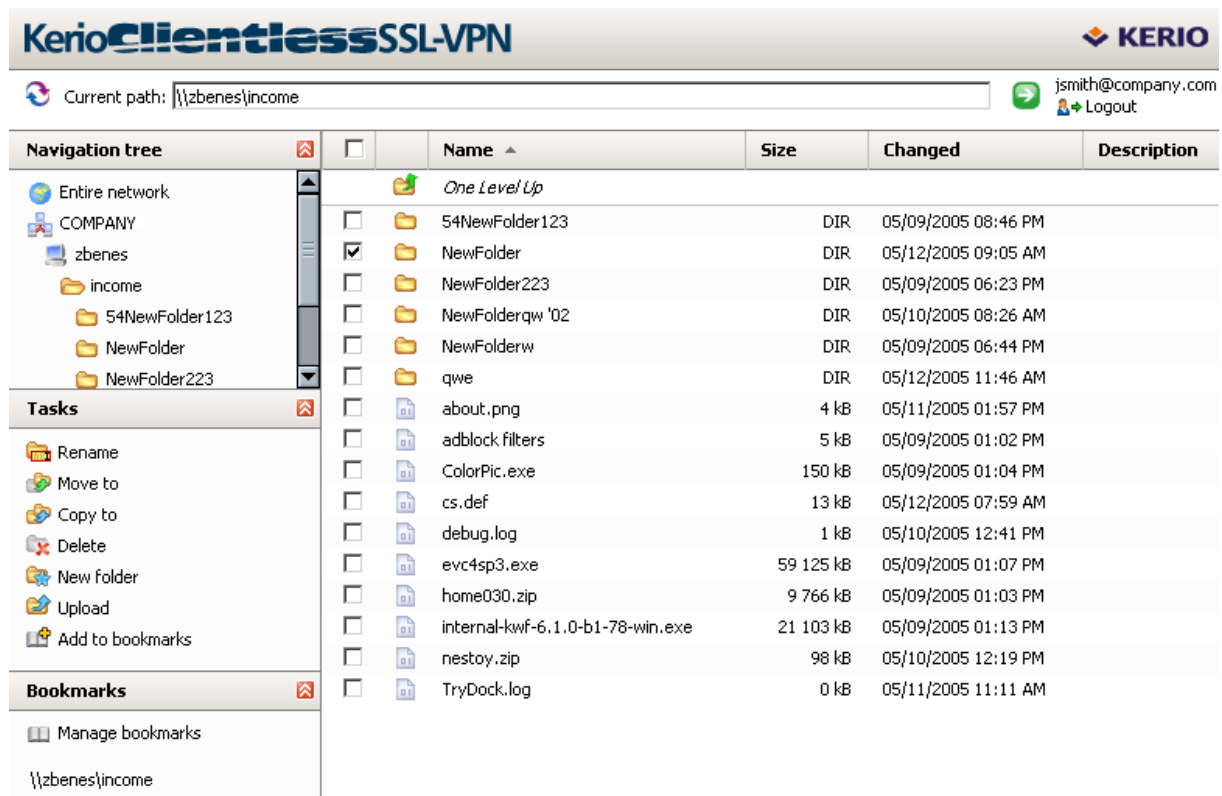 KerioClientlessSSL-VPN
KERIO
Current path: \\zbenes\income
jsmith@company.com
Logout
Navigation tree
Entire network
COMPANY
zbenes
income
54NewFolder123
NewFolder
NewFolder223
Tasks
Rename
Move to
Copy to
Delete
New folder
Upload
Add to bookmarks
Bookmarks
Manage bookmarks
\\zbenes\income
Name Size Changed Description
One Level Up
54NewFolder123 DIR 05/09/2005 08:46 PM
NewFolder DIR 05/12/2005 09:05 AM
NewFolder223 DIR 05/09/2005 06:23 PM
NewFolderqw '02 DIR 05/10/2005 08:26 AM
NewFolderw DIR 05/09/2005 06:44 PM
qwe DIR 05/12/2005 11:46 AM
about.png 4 kB 05/11/2005 01:57 PM
adblock filters 5 kB 05/09/2005 01:02 PM
ColorPic.exe 150 kB 05/09/2005 01:04 PM
cs.def 13 kB 05/12/2005 07:59 AM
debug.log 1 kB 05/10/2005 12:41 PM
evc4sp3.exe 59 125 kB 05/09/2005 01:07 PM
home030.zip 9 766 kB 05/09/2005 01:03 PM
internal-kwf-6.1.0-b1-78-win.exe 21 103 kB 05/09/2005 01:13 PM
nestoy.zip 98 kB 05/10/2005 12:19 PM
TryDock.log 0 kB 05/11/2005 11:11 AM